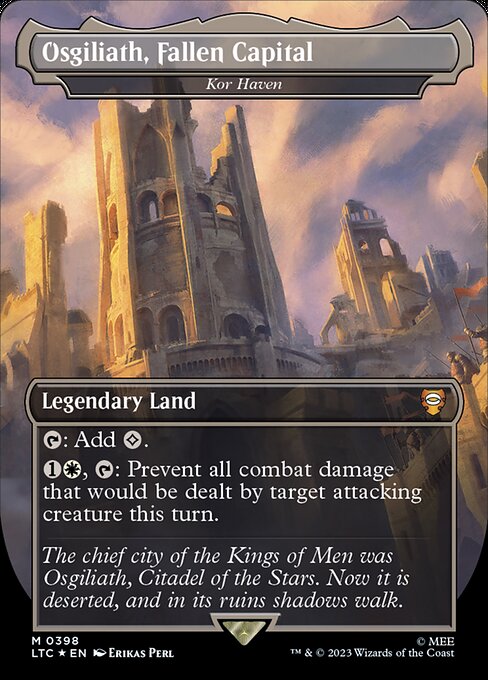 Osgiliath, Fallen Capital
Kor Haven
Legendary Land
: Add .
1, : Prevent all combat damage
that would be dealt by target attacking
creature this turn.
The chief city of the Kings of Men was
Osgiliath, Citadel of the Stars. Now it is
deserted, and in its ruins shadows walk.
M 0398
LTC ★ EN Erikas Perl
© MEE
™ & © 2023 Wizards of the Coast